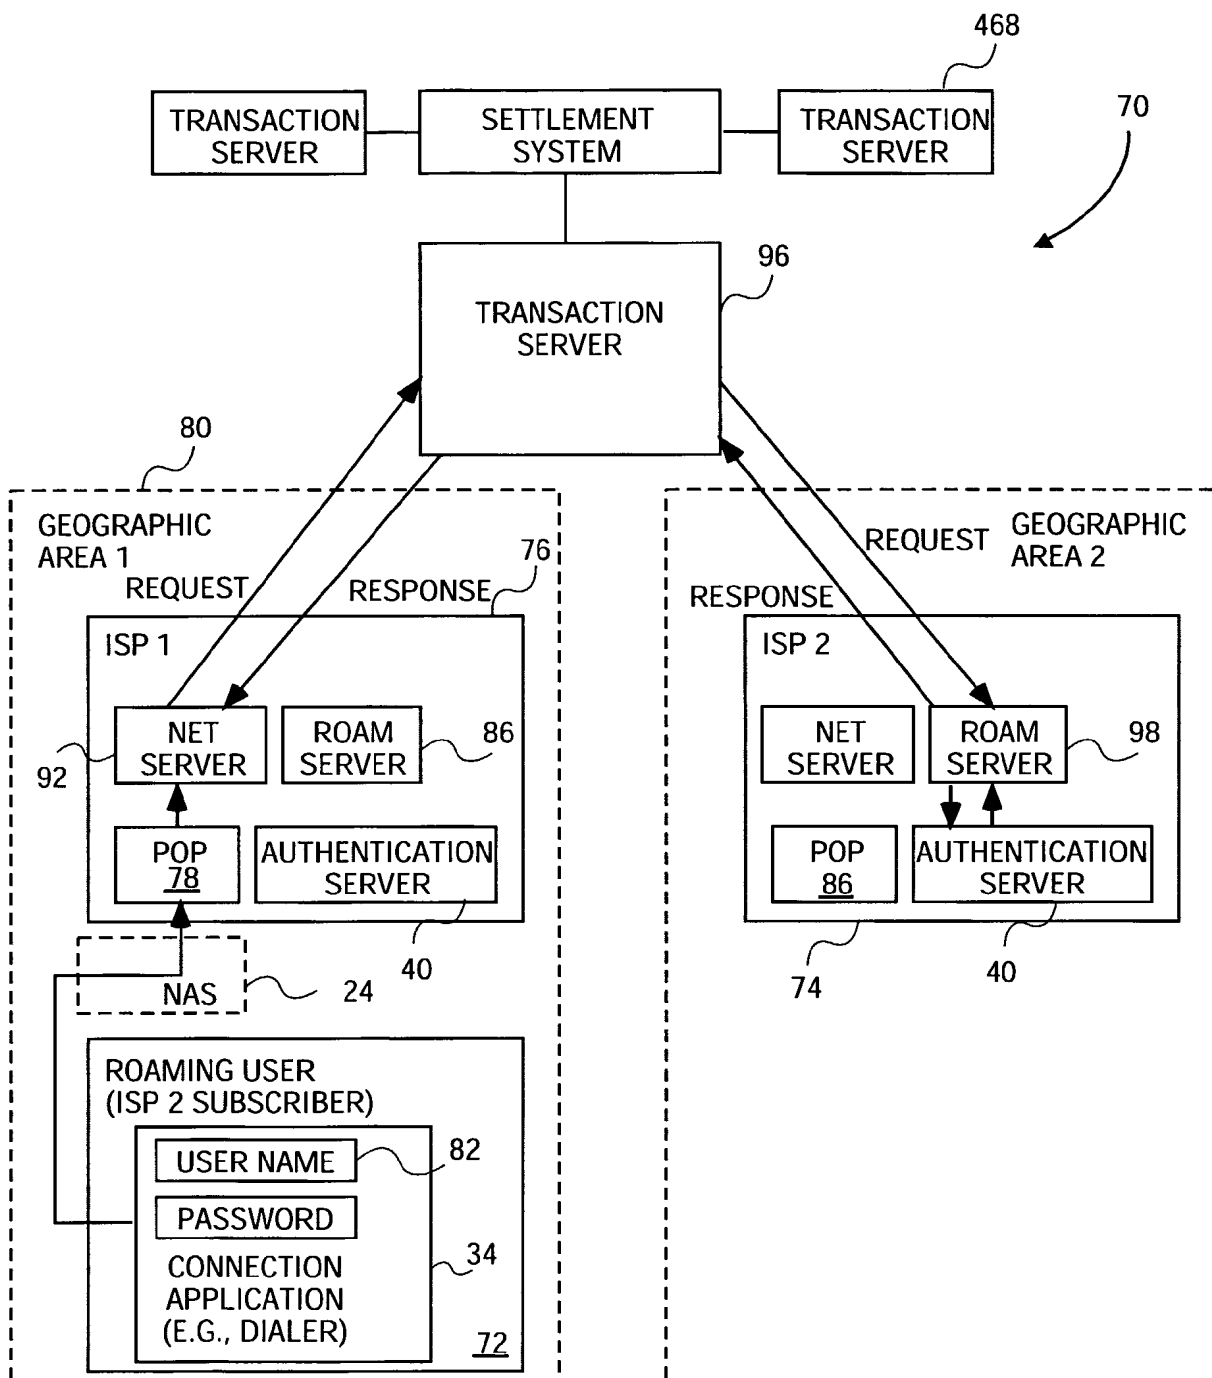 468
TRANSACTION
SERVER
SETTLEMENT
SYSTEM
TRANSACTION
SERVER
70
96
TRANSACTION
SERVER
80
GEOGRAPHIC
AREA 1
REQUEST
RESPONSE
76
ISP 1
NET
SERVER
ROAM
SERVER
86
92
POP
78
AUTHENTICATION
SERVER
40
NAS
24
ROAMING USER
(ISP 2 SUBSCRIBER)
USER NAME
82
PASSWORD
CONNECTION
APPLICATION
(E.G., DIALER)
34
72
REQUEST
GEOGRAPHIC
AREA 2
RESPONSE
ISP 2
NET
SERVER
ROAM
SERVER
98
POP
86
AUTHENTICATION
SERVER
74
40